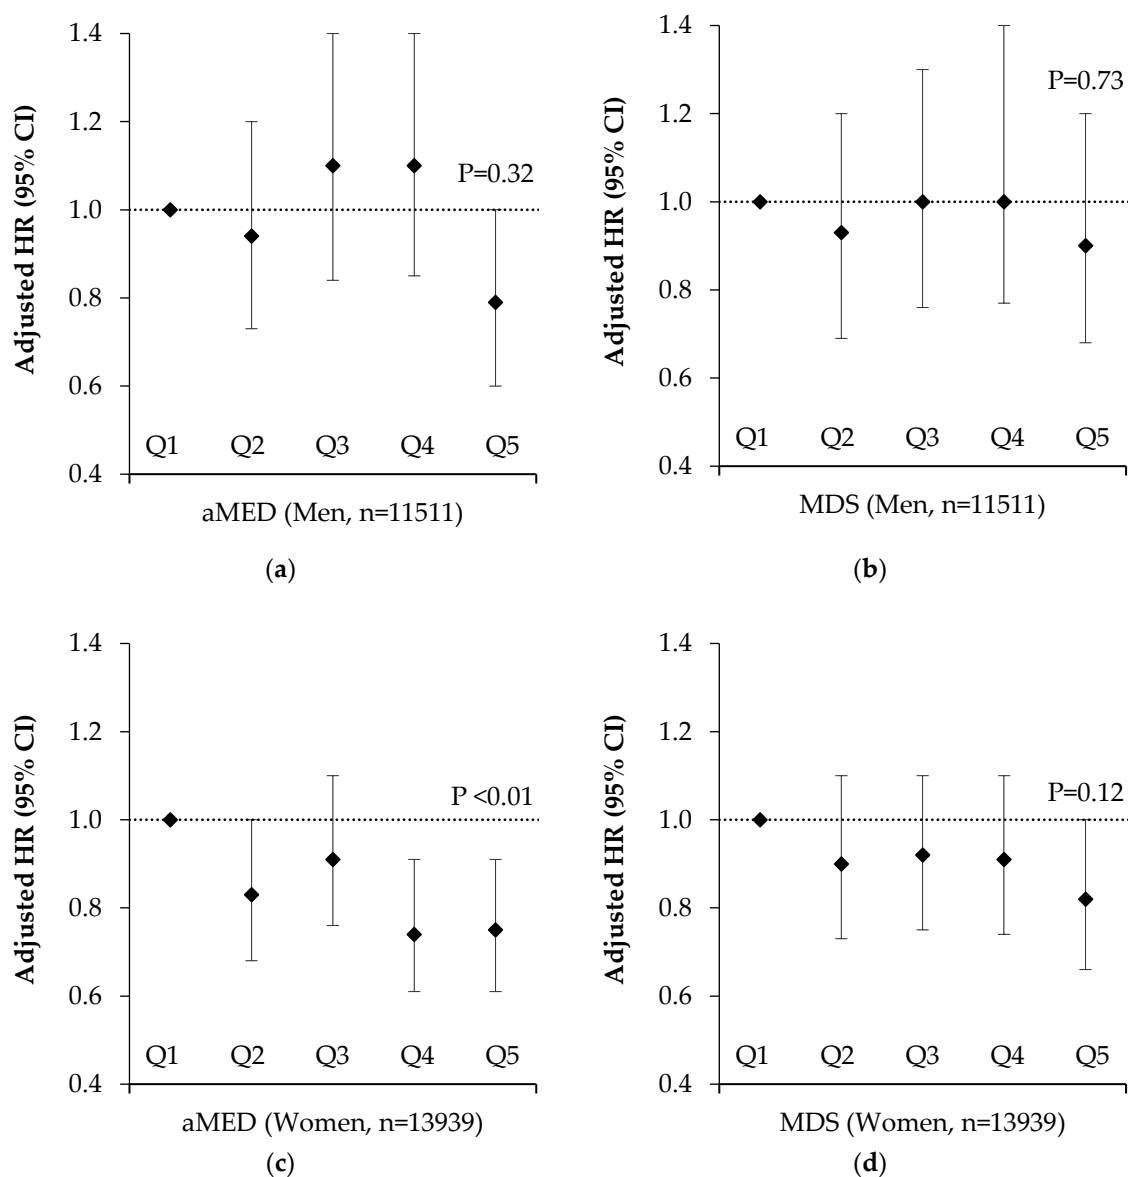 1.4
1.2
1.0
0.8
0.6
0.4
Adjusted HR (95% CI)
P=0.32
Q1 Q2 Q3 Q4 Q5
aMED (Men, n=11511)
(a)
1.4
1.2
1.0
0.8
0.6
0.4
Adjusted HR (95% CI)
P=0.73
Q1 Q2 Q3 Q4 Q5
MDS (Men, n=11511)
(b)
1.4
1.2
1.0
0.8
0.6
0.4
Adjusted HR (95% CI)
P <0.01
Q1 Q2 Q3 Q4 Q5
aMED (Women, n=13939)
(c)
1.4
1.2
1.0
0.8
0.6
0.4
Adjusted HR (95% CI)
P=0.12
Q1 Q2 Q3 Q4 Q5
MDS (Women, n=13939)
(d)